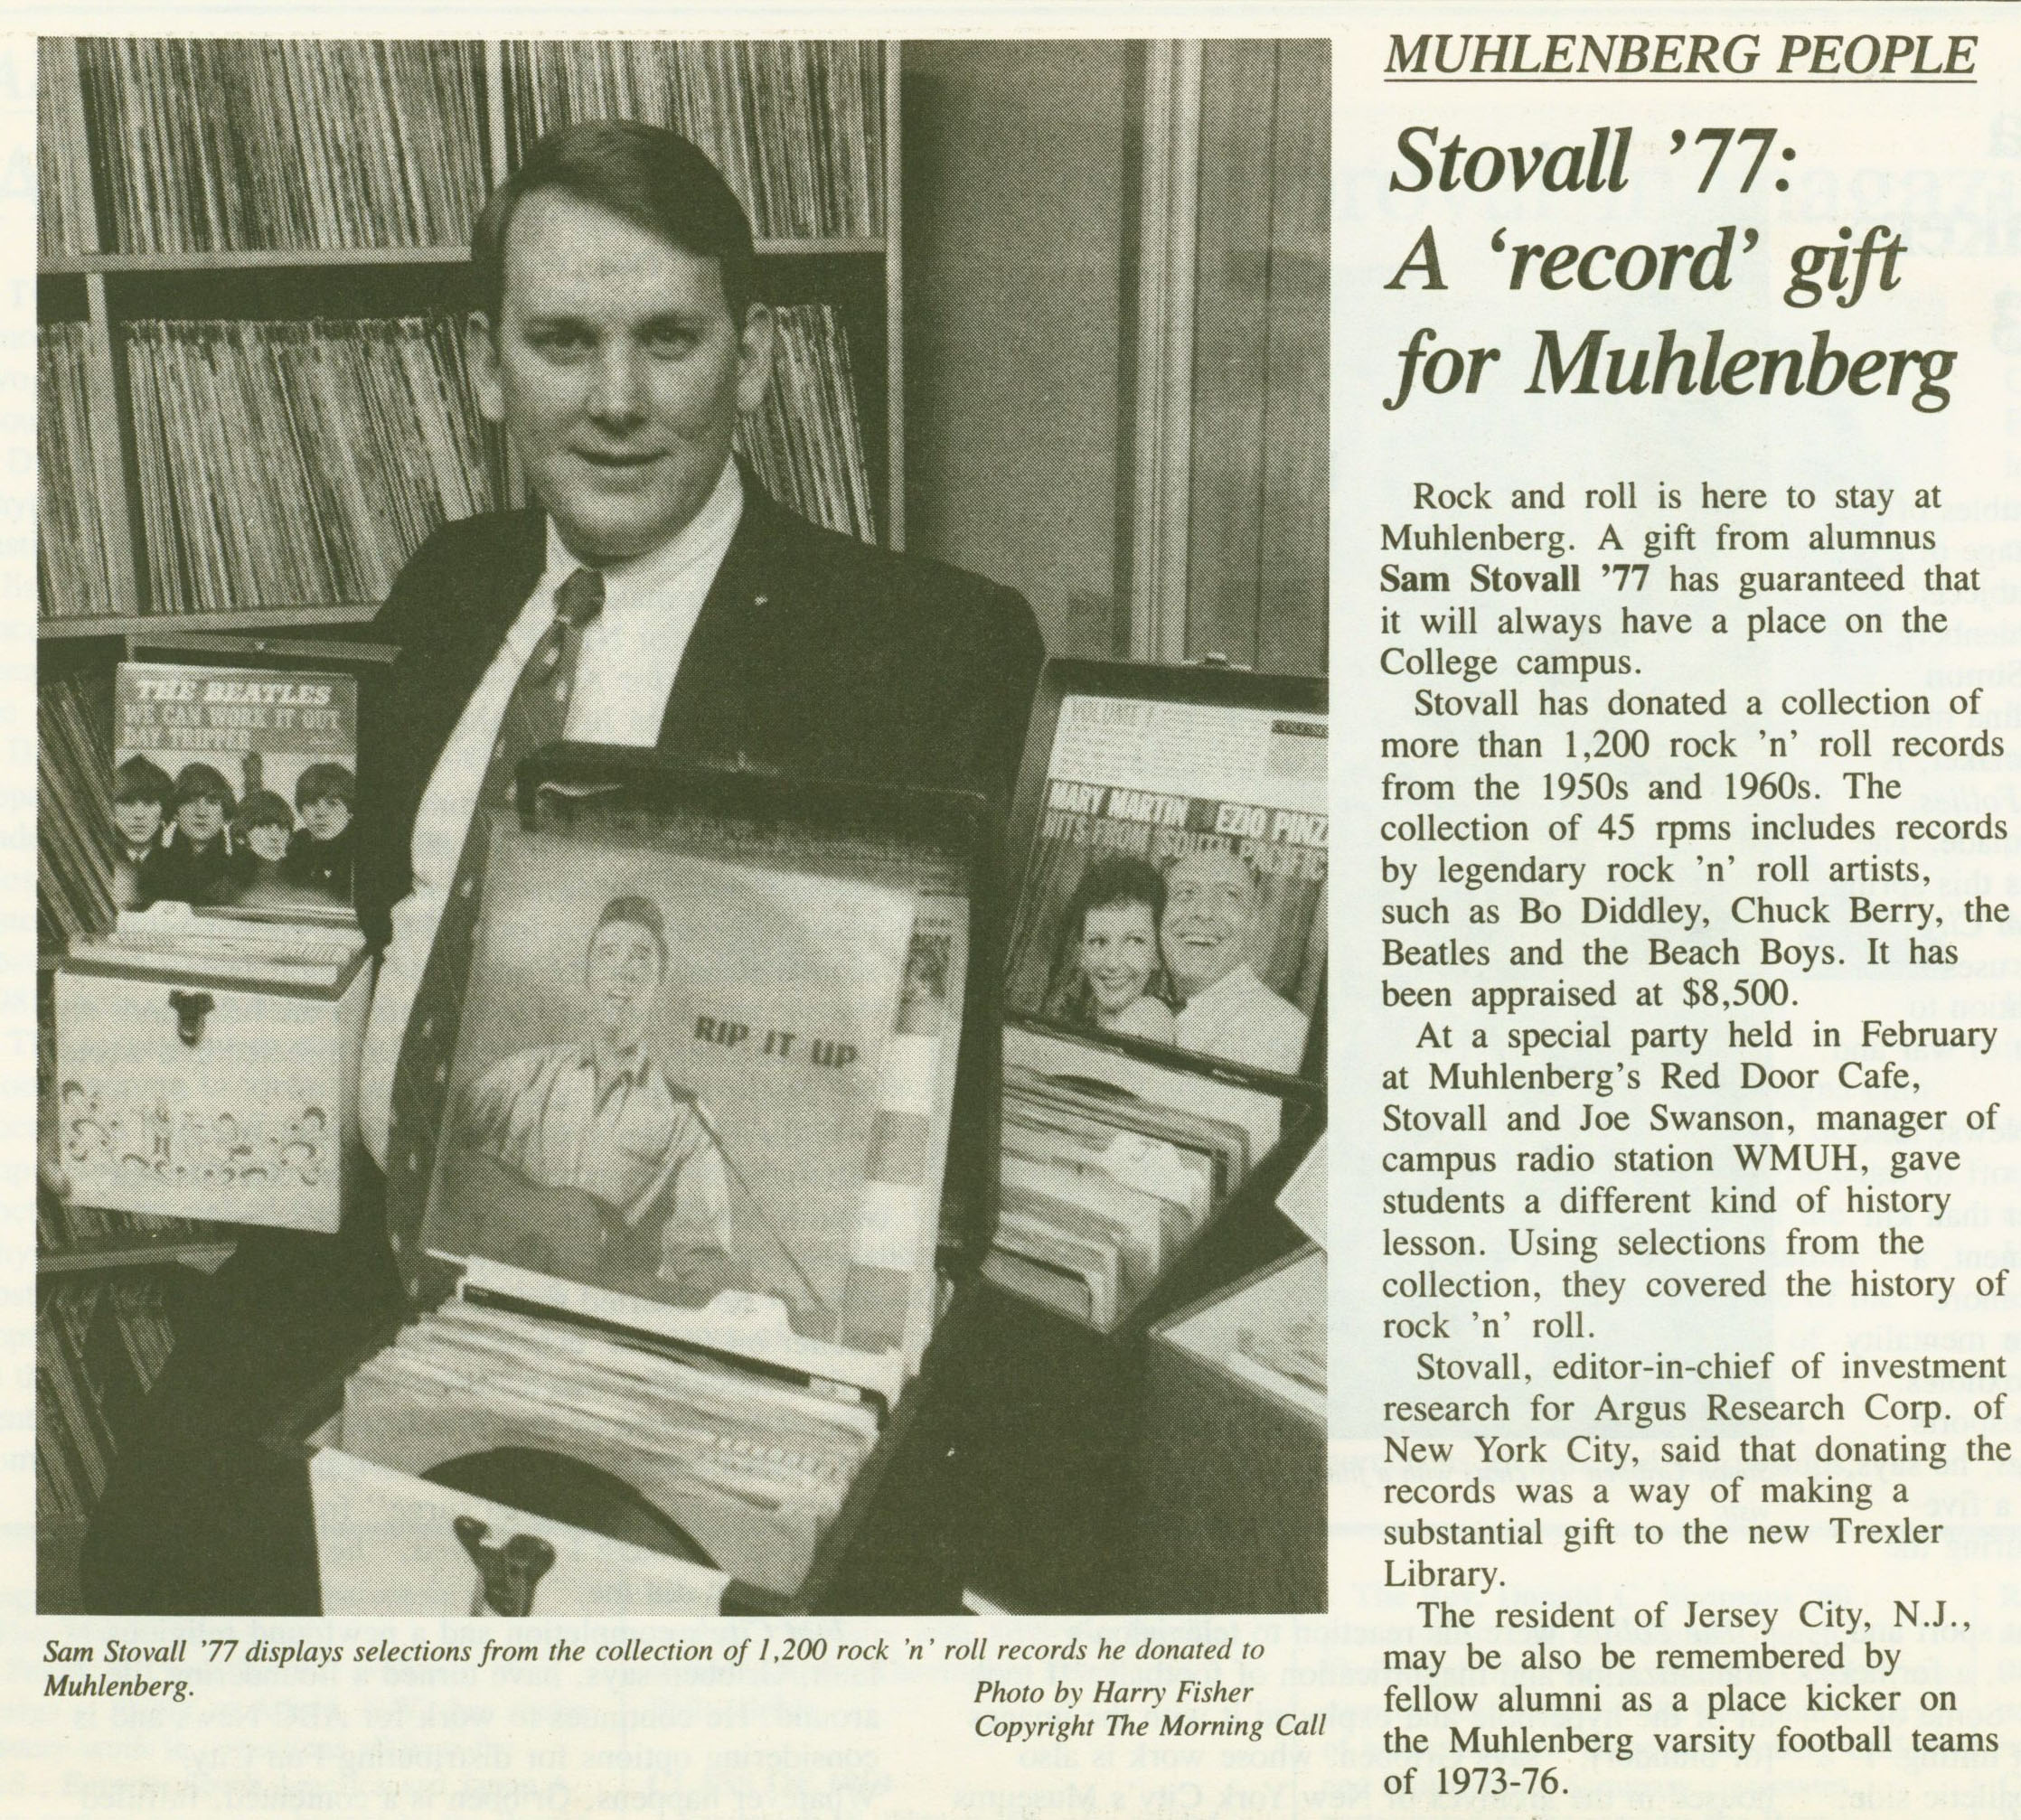 MUHLENBERG PEOPLE
Stovall ’77:
A ‘record’ gift
for Muhlenberg
Rock and roll is here to stay at
Muhlenberg. A gift from alumnus
Sam Stovall ’77 has guaranteed that
it will always have a place on the
College campus.
Stovall has donated a collection of
more than 1,200 rock ’n’ roll records
from the 1950s and 1960s. The
collection of 45 rpms includes records
by legendary rock ’n’ roll artists,
such as Bo Diddley, Chuck Berry, the
Beatles and the Beach Boys. It has
been appraised at $8,500.
At a special party held in February
at Muhlenberg’s Red Door Cafe,
Stovall and Joe Swanson, manager of
campus radio station WMUH, gave
students a different kind of history
lesson. Using selections from the
collection, they covered the history of
rock ’n’ roll.
Stovall, editor-in-chief of investment
research for Argus Research Corp. of
New York City, said that donating the
records was a way of making a
substantial gift to the new Trexler
Library.
The resident of Jersey City, N.J.,
may be also be remembered by
fellow alumni as a place kicker on
the Muhlenberg varsity football teams
of 1973-76.
THE BEATLES
WE CAN WORK IT OUT
DAY TRIPPER
RIP IT UP
VOLUME 1
MARY MARTIN EZIO PINZ
HITS FROM SOUTH PACIFIC
Sam Stovall ’77 displays selections from the collection of 1,200 rock ’n’ roll records he donated to
Muhlenberg.
Photo by Harry Fisher
Copyright The Morning Call